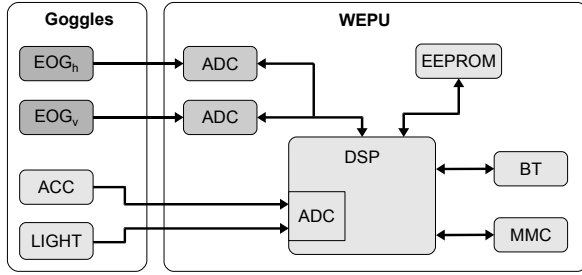 Goggles
WEPU
EOGh
ADC
EEPROM
EOGv
ADC
DSP
ACC
BT
ADC
LIGHT
MMC